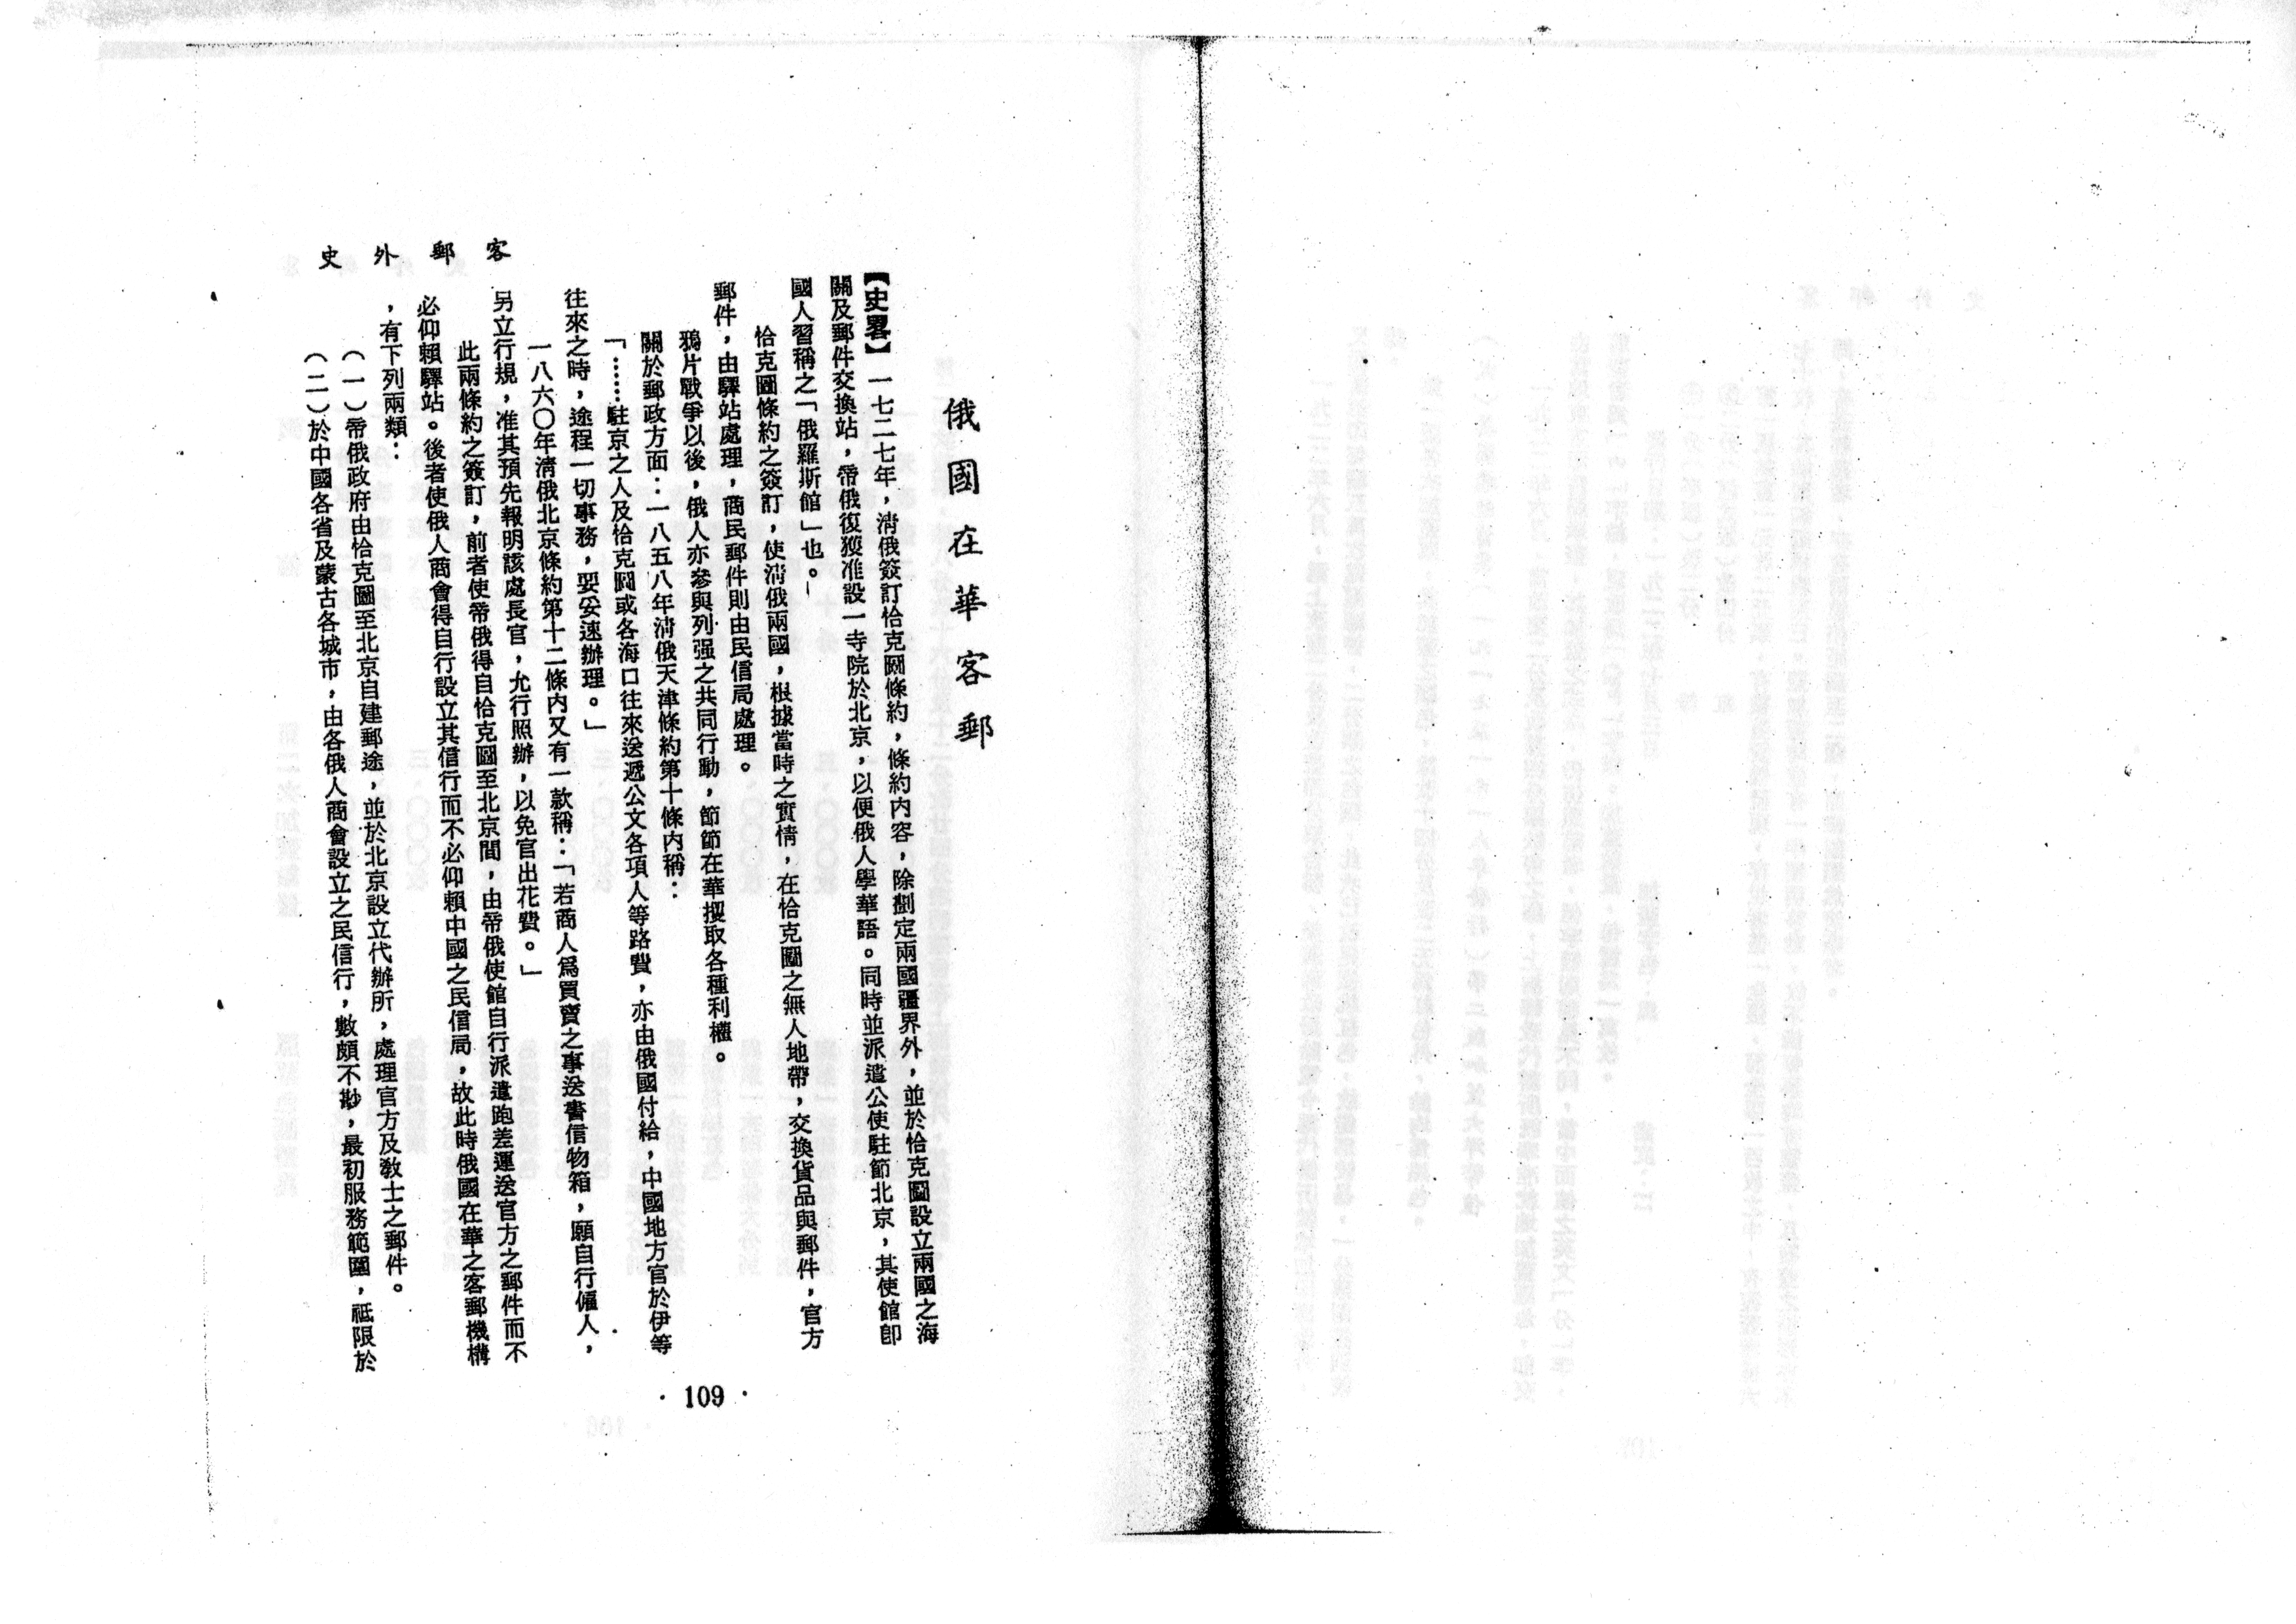 客郵外史
俄國在華客郵
【史畧】一七二七年，清俄簽訂恰克圖條約，條約内容，除劃定兩國疆界外，並於恰克圖設立兩國之海
關及郵件交換站，帝俄復獲准設一寺院於北京，以便俄人學華語。同時並派遣公使駐節北京，其使館卽
國人習稱之「俄羅斯館」也。
恰克圖條約之簽訂，使清俄兩國，根據當時之實情，在恰克圖之無人地帶，交換貨品與郵件，官方
郵件，由驛站處理，商民郵件則由民信局處理。
鴉片戰爭以後，俄人亦參與列强之共同行動，節節在華攫取各種利權。
關於郵政方面：一八五八年清俄天津條約第十條内稱：
「……駐京之人及恰克圖或各海口往來送遞公文各項人等路費，亦由俄國付給，中國地方官於伊等
往來之時，途程一切事務，妥安速辦理。」
一八六〇年清俄北京條約第十二條内又有一款稱：「若商人爲買賣之事送書信物箱，願自行僱人，
另立行規，准其預先報明該處長官，允行照辦，以免官出花費。」
此兩條約之簽訂，前者使帝俄得自恰克圖至北京間，由帝俄使館自行派遣跑差運送官方之郵件而不
必仰賴驛站。後者使俄人商會得自行設立其信行而不必仰賴中國之民信局，故此時俄國在華之客郵機構
，有下列兩類：
（一）帝俄政府由恰克圖至北京自建郵途，並於北京設立代辦所，處理官方及敎士之郵件。
（二）於中國各省及蒙古各城市，由各俄人商會設立之民信行，數頗不尠，最初服務範圍，祗限於
· 109 ·